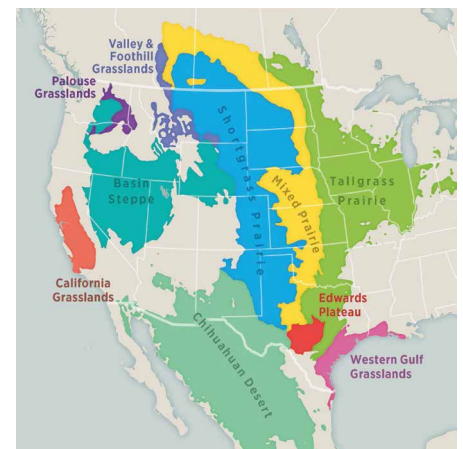 Valley &
Foothill
Grasslands
Palouse
Grasslands
Shortgrass Prairie
Mixed Prairie
Tallgrass
Prairie
Basin
Steppe
California
Grasslands
Edwards
Plateau
Chihuahuan Desert
Western Gulf
Grasslands